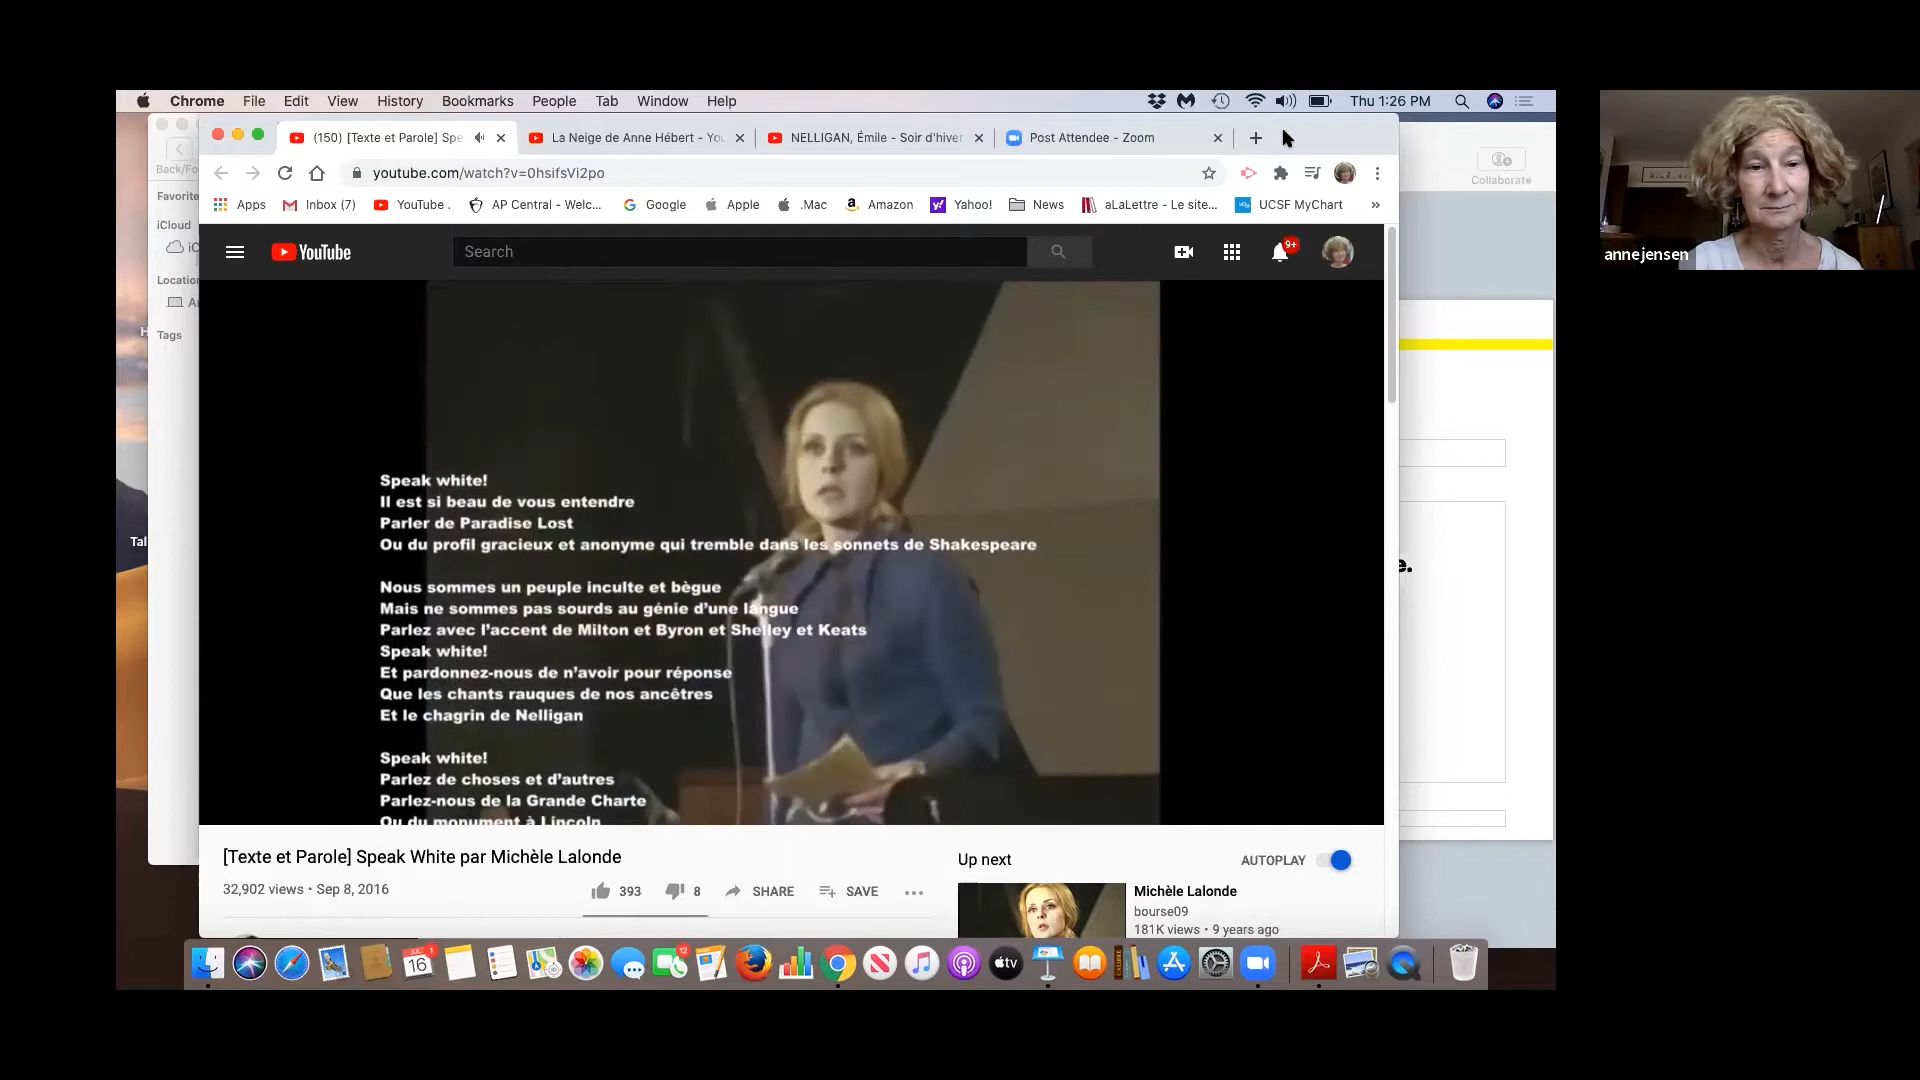 Chrome File Edit View History Bookmarks People Tab Window Help Thu 1:26 PM
(150) [Texte et Parole] Spe La Neige de Anne Hébert - You NELLIGAN, Émile - Soir d'hiver Post Attendee - Zoom
youtube.com/watch?v=0hsifsVi2po
Apps Inbox (7) YouTube . AP Central - Welc... Google Apple .Mac Amazon Yahoo! News aLaLettre - Le site... UCSF MyChart »
Back/Fo
Favorite
iCloud
iC
Location
Tags
Collaborate
YouTube
Search
9+
annejensen
Tal
e.
Speak white!
Il est si beau de vous entendre
Parler de Paradise Lost
Ou du profil gracieux et anonyme qui tremble dans les sonnets de Shakespeare
Nous sommes un peuple inculte et bègue
Mais ne sommes pas sourds au génie d'une langue
Parlez avec l'accent de Milton et Byron et Shelley et Keats
Speak white!
Et pardonnez-nous de n'avoir pour réponse
Que les chants rauques de nos ancêtres
Et le chagrin de Nelligan
Speak white!
Parlez de choses et d'autres
Parlez-nous de la Grande Charte
Ou du monument à Lincoln
[Texte et Parole] Speak White par Michèle Lalonde
32,902 views • Sep 8, 2016
393 8 SHARE SAVE
Up next
AUTOPLAY
Michèle Lalonde
bourse09
181K views • 9 years ago
JUL 16
12
tv